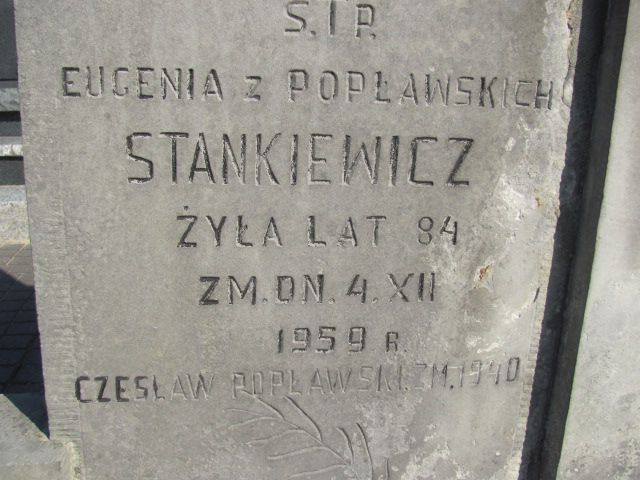 Ś.†P.
EUGENIA z POPŁAWSKICH
STANKIEWICZ
ŻYŁA LAT 84
ZM. DN. 4. XII
1959 R.
CZESŁAW POPŁAWSKI. ZM. 1940